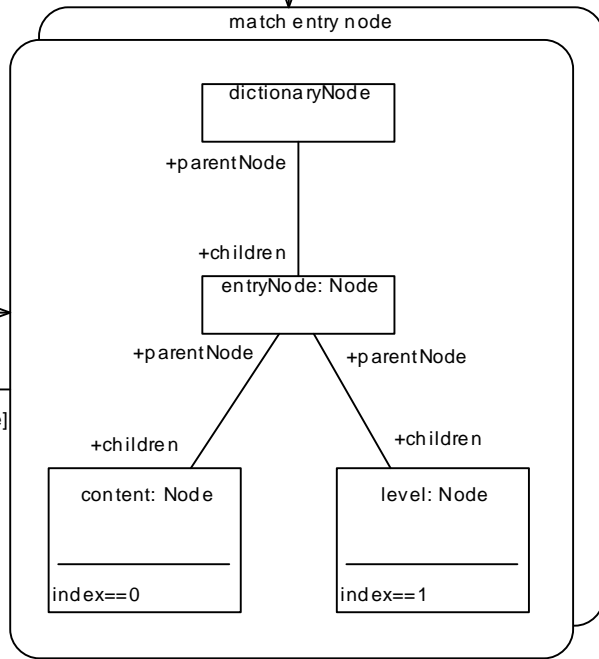 match entry node
dictionaryNode
+parentNode
+children
entryNode: Node
+parentNode +parentNode
+children +children
content: Node level: Node
index==0 index==1